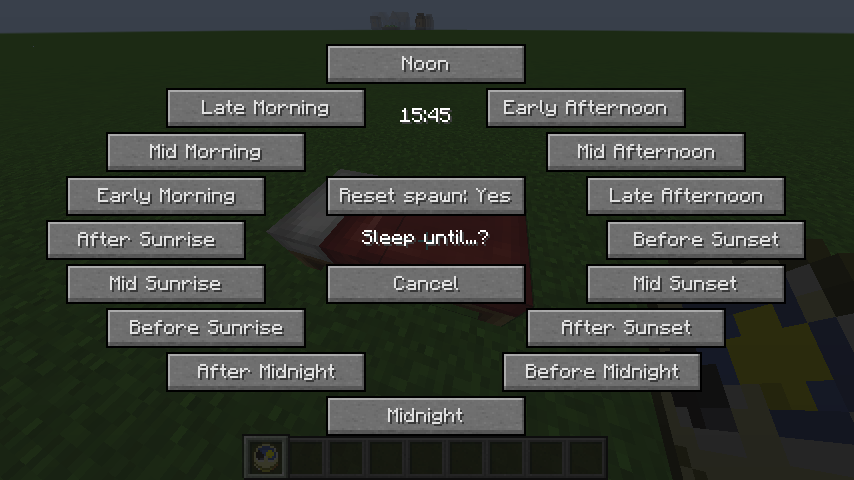 Noon
Late Morning
15:45
Early Afternoon
Mid Morning
Mid Afternoon
Early Morning
Reset spawn: Yes
Late Afternoon
After Sunrise
Sleep until...?
Before Sunset
Mid Sunrise
Cancel
Mid Sunset
Before Sunrise
After Sunset
After Midnight
Before Midnight
Midnight